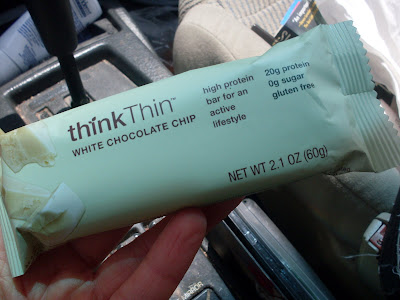 thinkThin™
WHITE CHOCOLATE CHIP
high protein
bar for an
active
lifestyle
20g protein
0g sugar
gluten free
NET WT 2.1 OZ (60g)